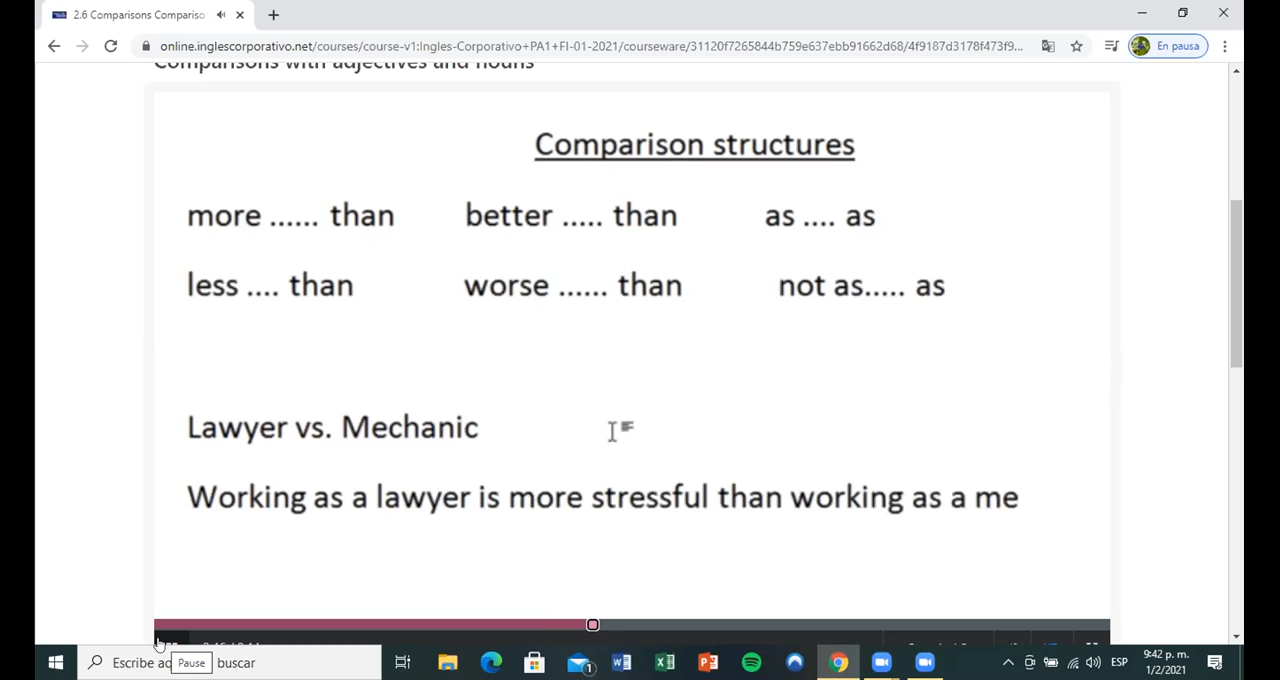 2.6 Comparisons Compariso
online.inglescorporativo.net/courses/course-v1:Ingles-Corporativo+PA1+FI-01-2021/courseware/31120f7265844b759e637ebb91662d68/4f9187d3178f473f9...
En pausa
Comparisons with adjectives and nouns
Comparison structures
more ...... than better ..... than as .... as
less .... than worse ...... than not as..... as
Lawyer vs. Mechanic
Working as a lawyer is more stressful than working as a me
Pause
Escribe aq buscar
1
ESP
9:42 p. m.
1/2/2021